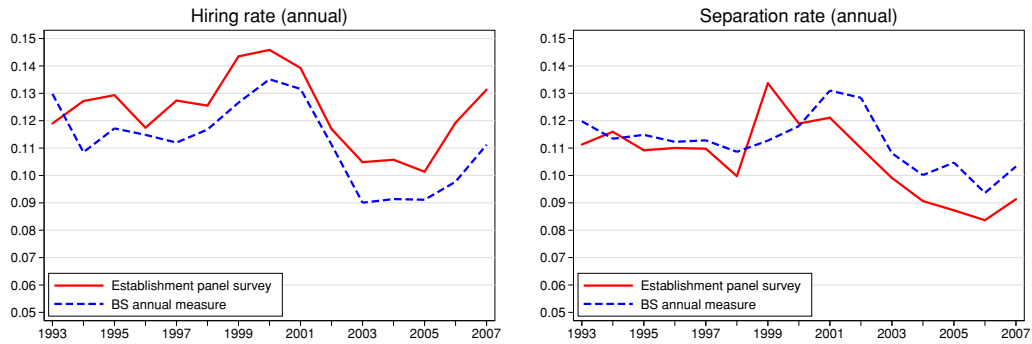 Hiring rate (annual)
0.15
0.14
0.13
0.12
0.11
0.10
0.09
0.08
0.07
0.06
0.05
Establishment panel survey
BS annual measure
1993 1995 1997 1999 2001 2003 2005 2007
Separation rate (annual)
0.15
0.14
0.13
0.12
0.11
0.10
0.09
0.08
0.07
0.06
0.05
Establishment panel survey
BS annual measure
1993 1995 1997 1999 2001 2003 2005 2007